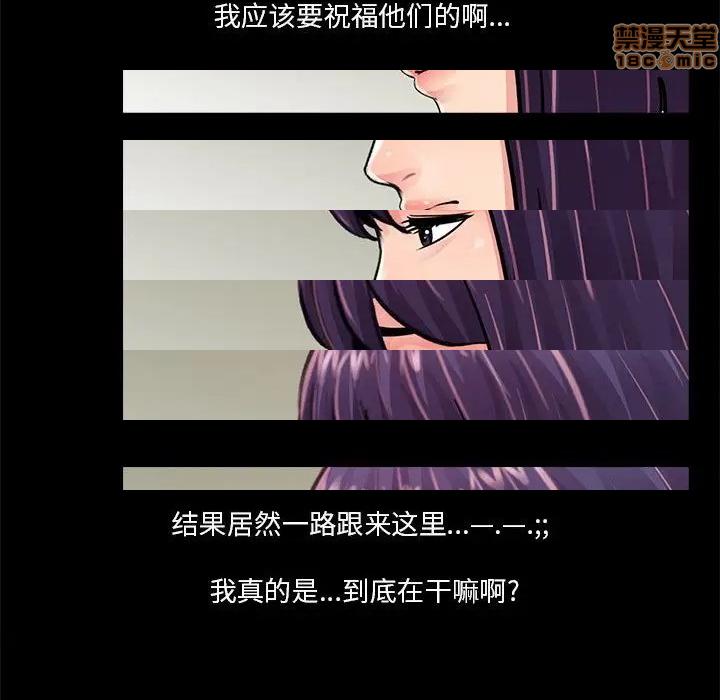 我应该要祝福他们的啊...
禁漫天堂
18COMIC
结果居然一路跟来这里...—.—.;;
我真的是...到底在干嘛啊?